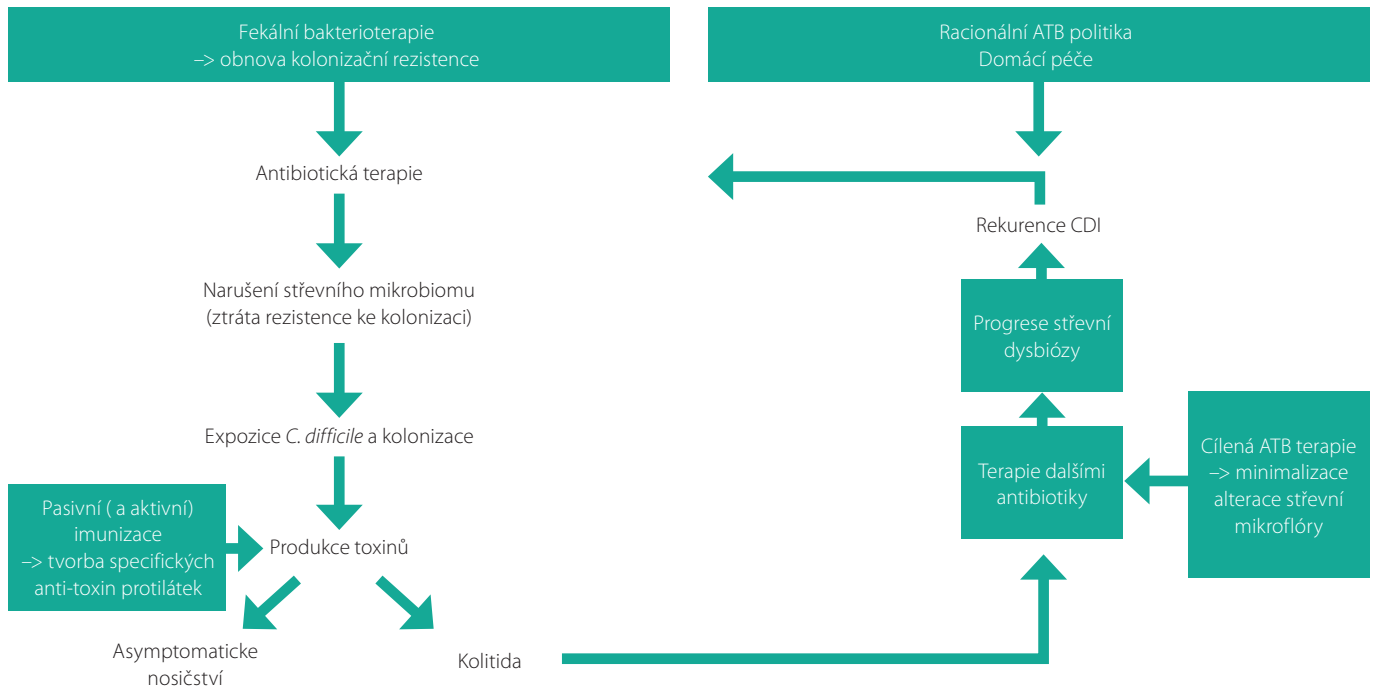 Fekální bakterioterapie
–> obnova kolonizační rezistence
Racionální ATB politika
Domácí péče
Antibiotická terapie
Narušení střevního mikrobiomu
(ztráta rezistence ke kolonizaci)
Expozice C. difficile a kolonizace
Pasivní ( a aktivní)
imunizace
–> tvorba specifických
anti-toxin protilátek
Produkce toxinů
Asymptomaticke
nosičství
Kolitida
Rekurence CDI
Progrese střevní
dysbiózy
Terapie dalšími
antibiotiky
Cílená ATB terapie
–> minimalizace
alterace střevní
mikroflóry